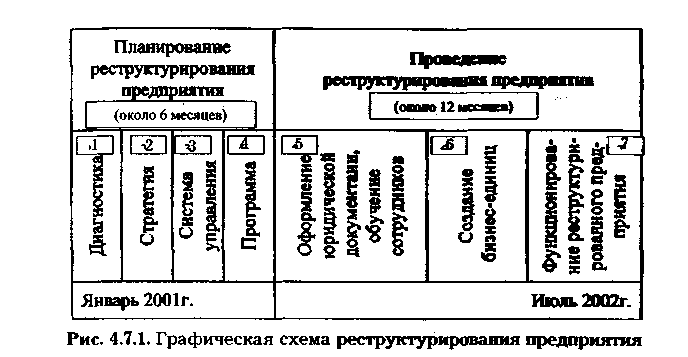 Планирование
реструктурирования
предприятия
(около 6 месяцев)
Проведение
реструктурирования предприятия
(около 12 месяцев)
1
Диагностика
2
Стратегия
3
Система
управления
4
Программа
5
Оформление
юридической
документации,
обучение
сотрудников
6
Создание
бизнес-единиц
7
Функционирова-
ние реструктури-
рованного пред-
приятия
Январь 2001г.
Июль 2002г.
Рис. 4.7.1. Графическая схема реструктурирования предприятия